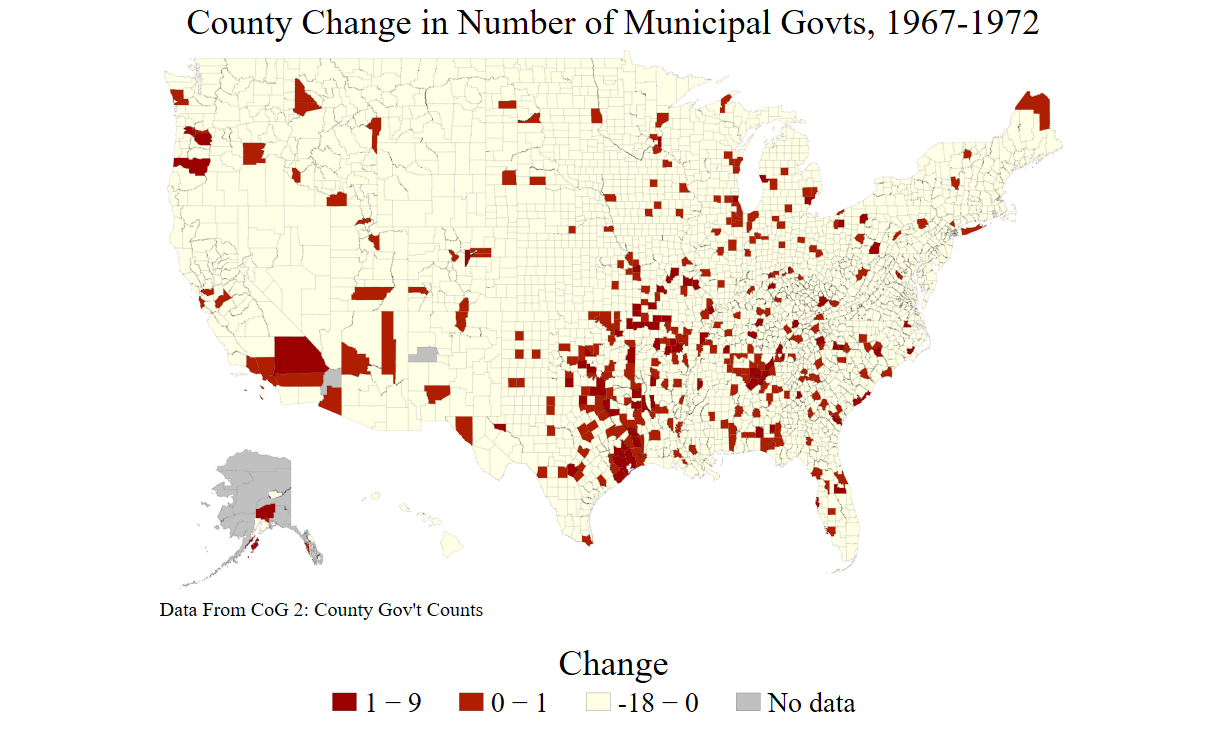 County Change in Number of Municipal Govts, 1967-1972
Data From CoG 2: County Gov't Counts
Change
1 − 9 0 − 1 -18 − 0 No data